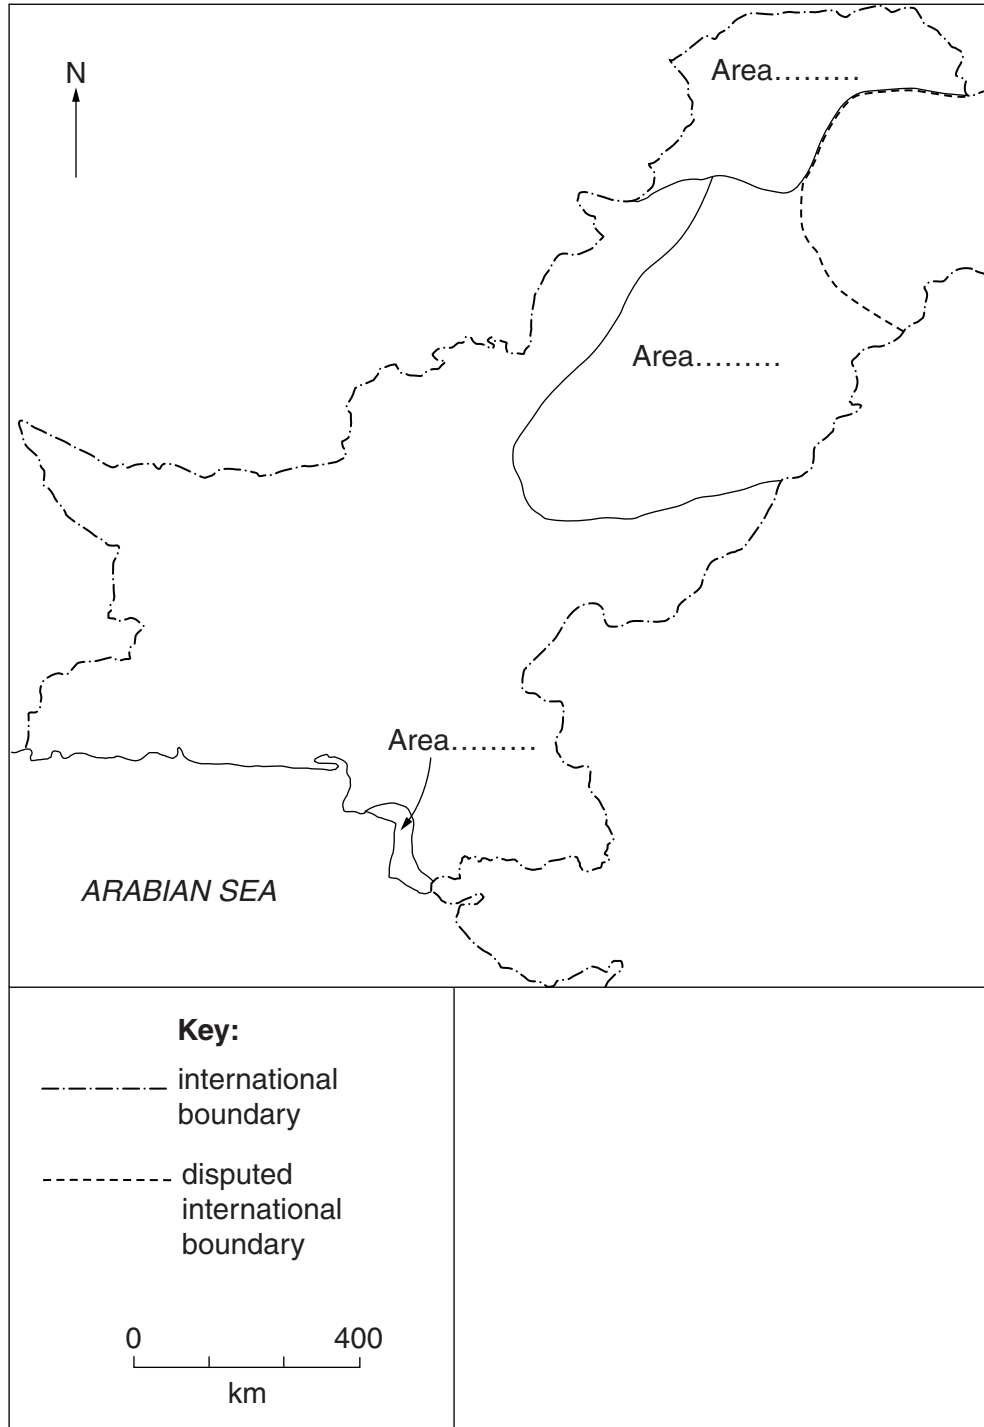 N
Area.........
Area.........
Area.........
ARABIAN SEA
Key:
international
boundary
disputed
international
boundary
0 400
km